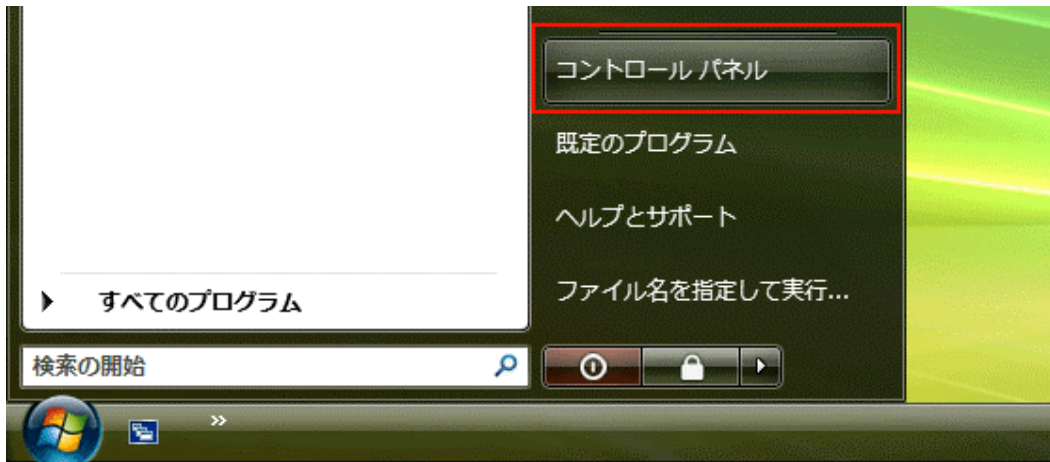 コントロール パネル
既定のプログラム
ヘルプとサポート
ファイル名を指定して実行...
すべてのプログラム
検索の開始